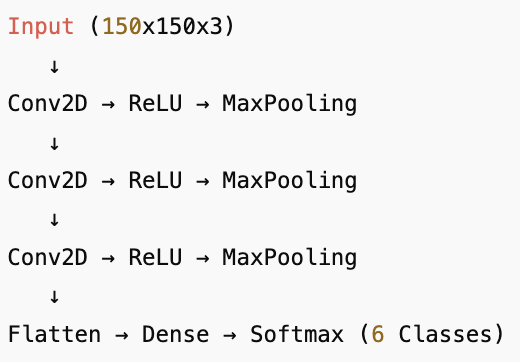 Input (150x150x3)
↓
Conv2D → ReLU → MaxPooling
↓
Conv2D → ReLU → MaxPooling
↓
Conv2D → ReLU → MaxPooling
↓
Flatten → Dense → Softmax (6 Classes)